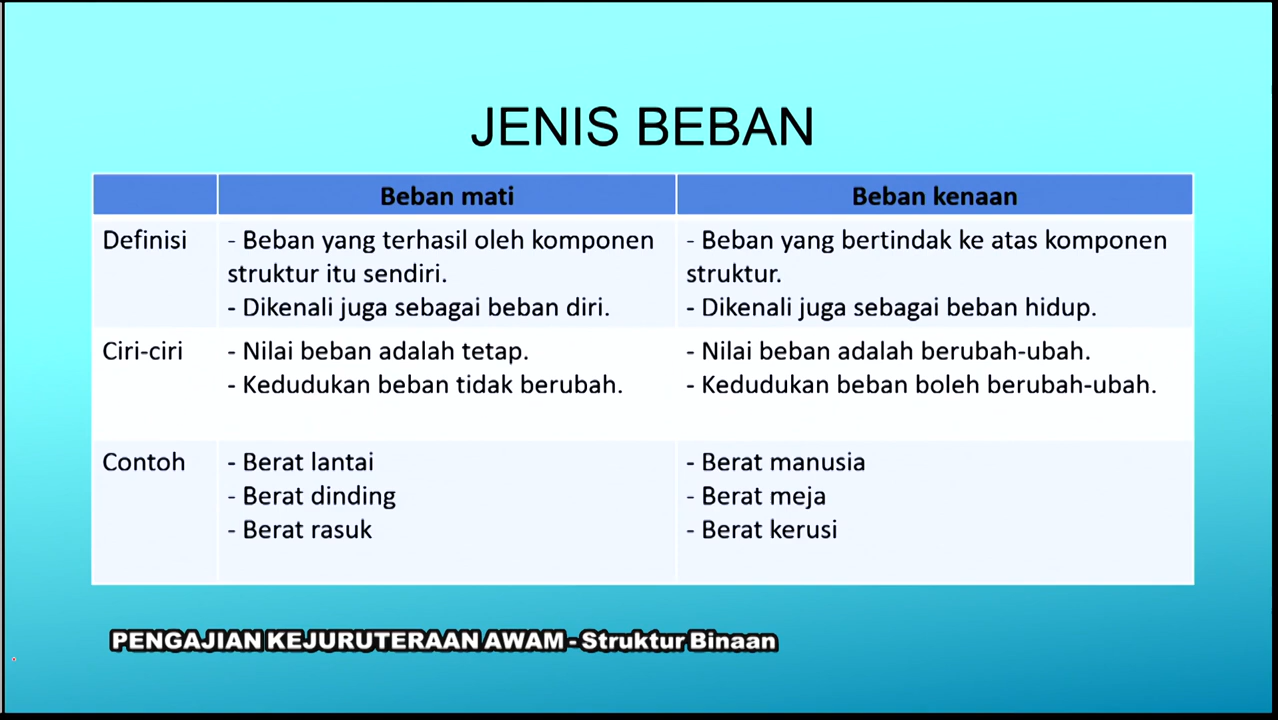 JENIS BEBAN
Beban mati
Beban kenaan
Definisi
- Beban yang terhasil oleh komponen
struktur itu sendiri.
- Dikenali juga sebagai beban diri.
- Beban yang bertindak ke atas komponen
struktur.
- Dikenali juga sebagai beban hidup.
Ciri-ciri
- Nilai beban adalah tetap.
- Kedudukan beban tidak berubah.
- Nilai beban adalah berubah-ubah.
- Kedudukan beban boleh berubah-ubah.
Contoh
- Berat lantai
- Berat dinding
- Berat rasuk
- Berat manusia
- Berat meja
- Berat kerusi
PENGAJIAN KEJURUTERAAN AWAM - Struktur Binaan